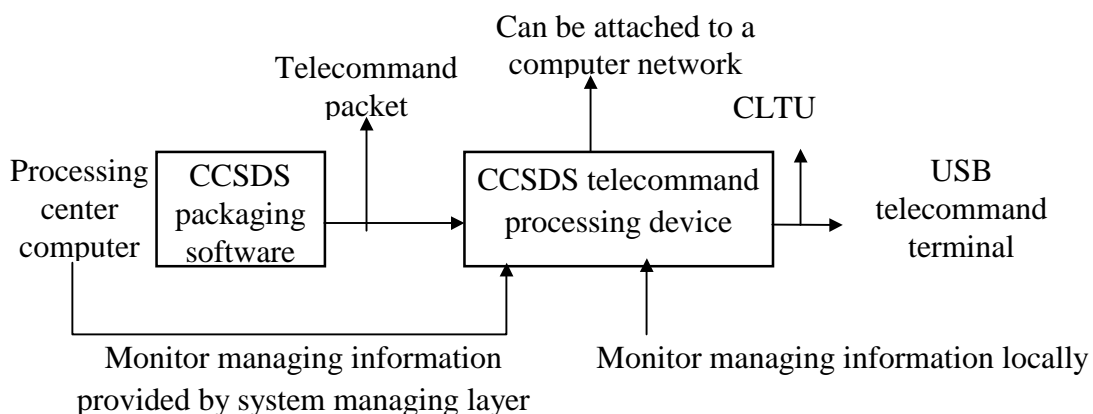 Can be attached to a
computer network
Telecommand
packet
CLTU
Processing
center
computer
CCSDS
packaging
software
CCSDS telecommand
processing device
USB
telecommand
terminal
Monitor managing information
provided by system managing layer
Monitor managing information locally